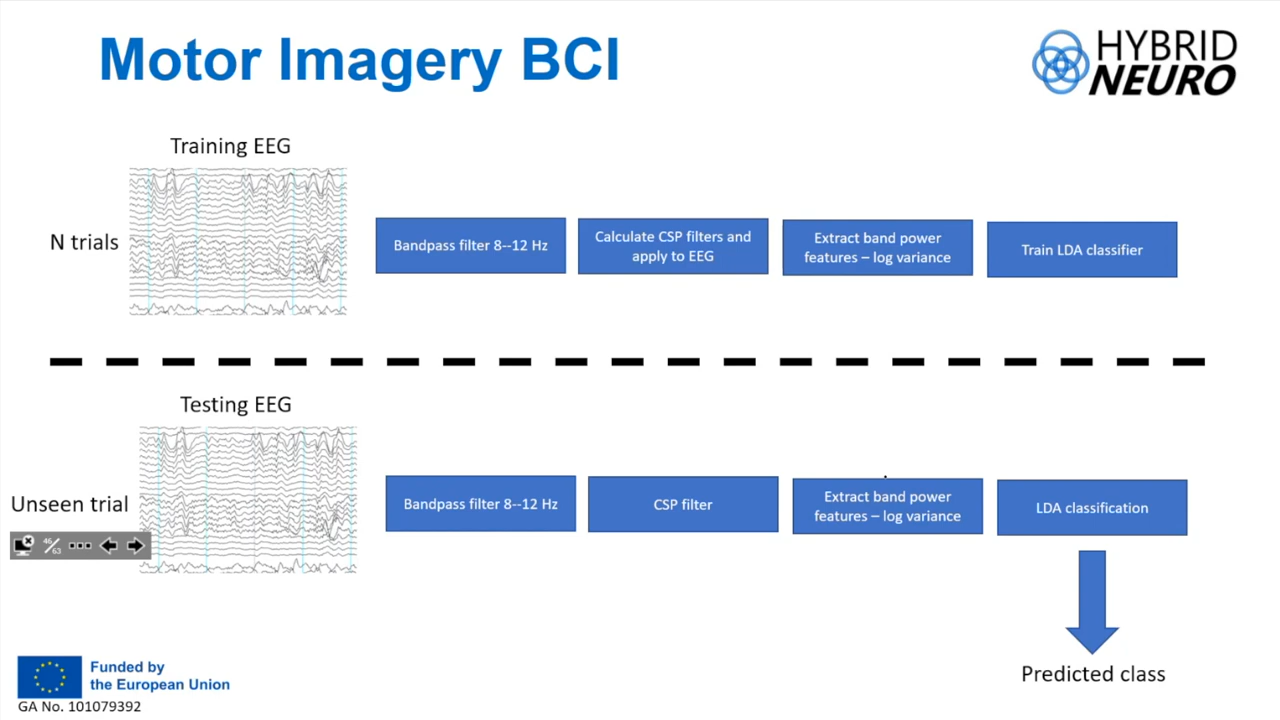 Motor Imagery BCI
HYBRID
NEURO
Training EEG
N trials
Bandpass filter 8--12 Hz
Calculate CSP filters and
apply to EEG
Extract band power
features – log variance
Train LDA classifier
Testing EEG
Unseen trial
Bandpass filter 8--12 Hz
CSP filter
Extract band power
features – log variance
LDA classification
46/63
Predicted class
Funded by
the European Union
GA No. 101079392